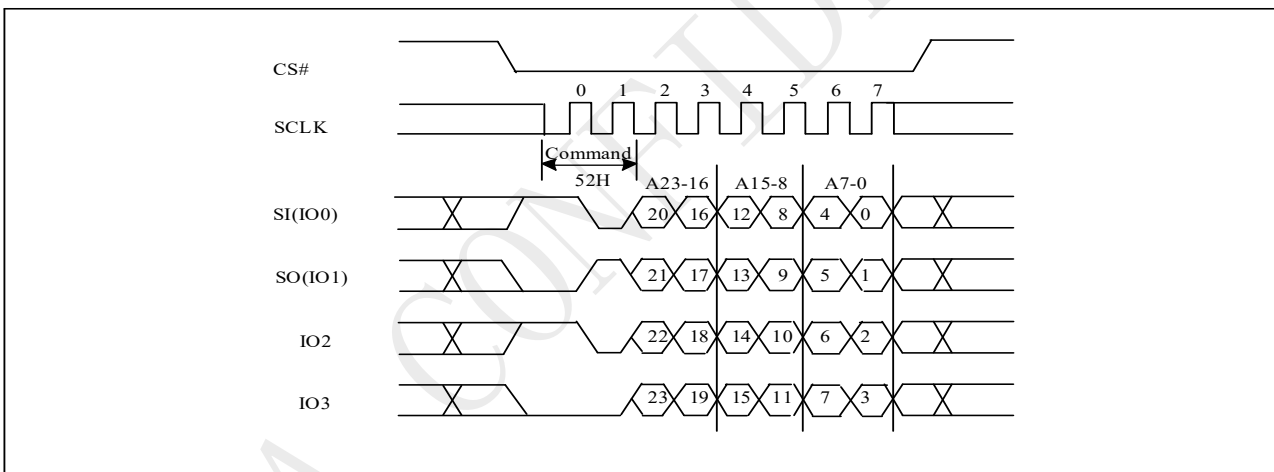 CS#
0 1 2 3 4 5 6 7
SCLK
Command
52H
A23-16 A15-8 A7-0
SI(IO0) 20 16 12 8 4 0
SO(IO1) 21 17 13 9 5 1
IO2 22 18 14 10 6 2
IO3 23 19 15 11 7 3